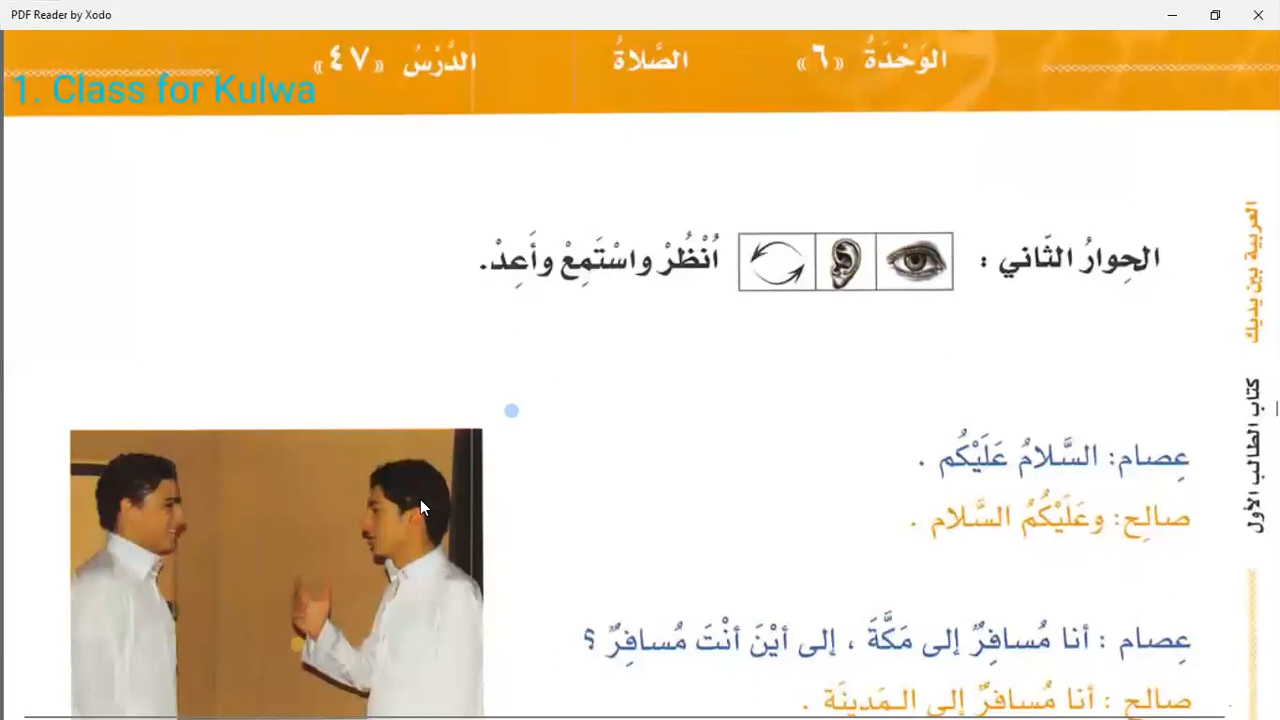 PDF Reader by Xodo
الوَحْدَةُ «٦» الصَّلاةُ الدَّرْسُ «٤٧»
1. Class for Kulwa
الحِوارُ الثّاني : اُنْظُرْ واسْتَمِعْ وأَعِدْ.
عِصام: السَّلامُ عَلَيْكُم .
صالِح: وعَلَيْكُمُ السَّلام .
عِصام : أنا مُسافِرٌ إلى مَكَّةَ ، إلى أيْنَ أنْتَ مُسافِرٌ ؟
صالِح : أنا مُسافِرٌ إلى المَدينَة .
العربية بين يديك
كتاب الطالب الأول